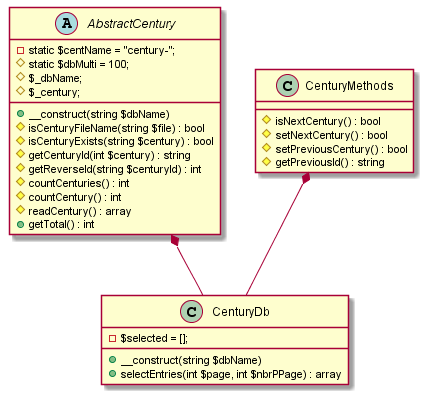 A AbstractCentury
static $centName = "century-";
static $dbMulti = 100;
$_dbName;
$_century;
__construct(string $dbName)
isCenturyFileName(string $file) : bool
isCenturyExists(string $century) : bool
getCenturyId(int $century) : string
getReverseId(string $centuryId) : int
countCenturies() : int
countCentury() : int
readCentury() : array
getTotal() : int
C CenturyMethods
isNextCentury() : bool
setNextCentury() : bool
setPreviousCentury() : bool
getPreviousId() : string
C CenturyDb
$selected = [];
__construct(string $dbName)
selectEntries(int $page, int $nbrPPage) : array